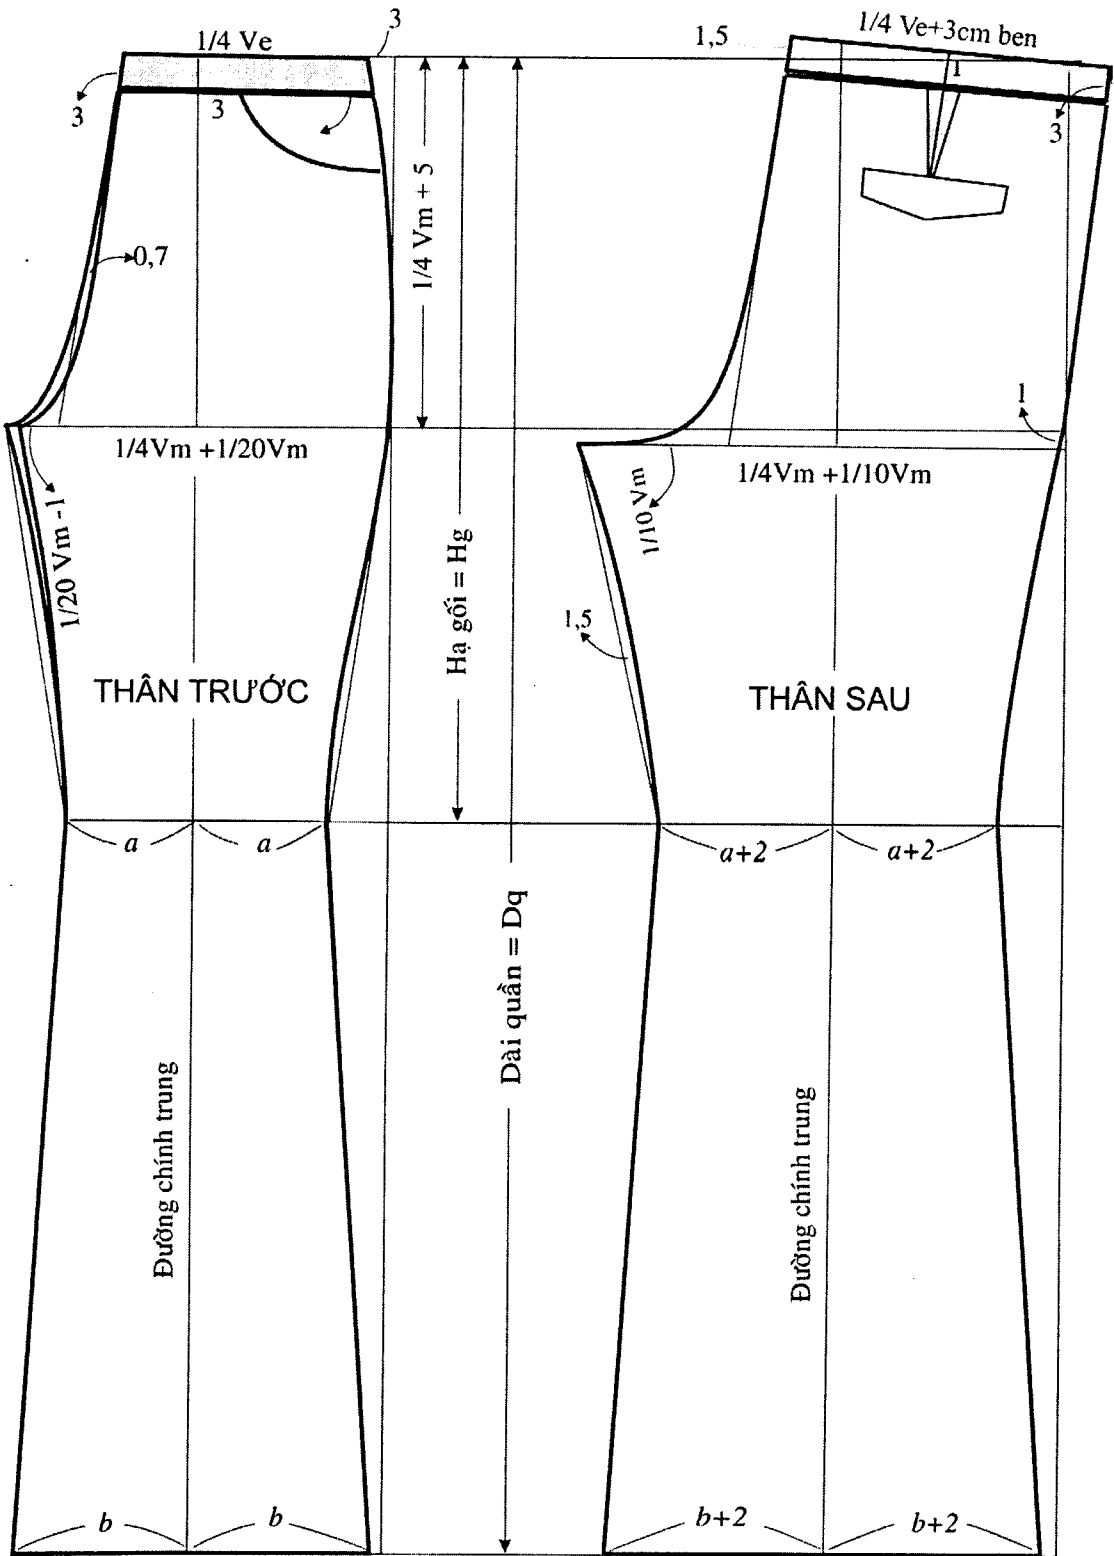 1/4 Ve
3
1,5
1/4 Ve+3cm ben
3
3
1
3
1/4 Vm + 5
0,7
1
1/4Vm +1/20Vm
1/4Vm +1/10Vm
1/20 Vm -1
1/10 Vm
Hạ gối = Hg
1,5
THÂN TRƯỚC
THÂN SAU
a
a
a+2
a+2
Dài quần = Dq
Đường chính trung
Đường chính trung
b
b
b+2
b+2